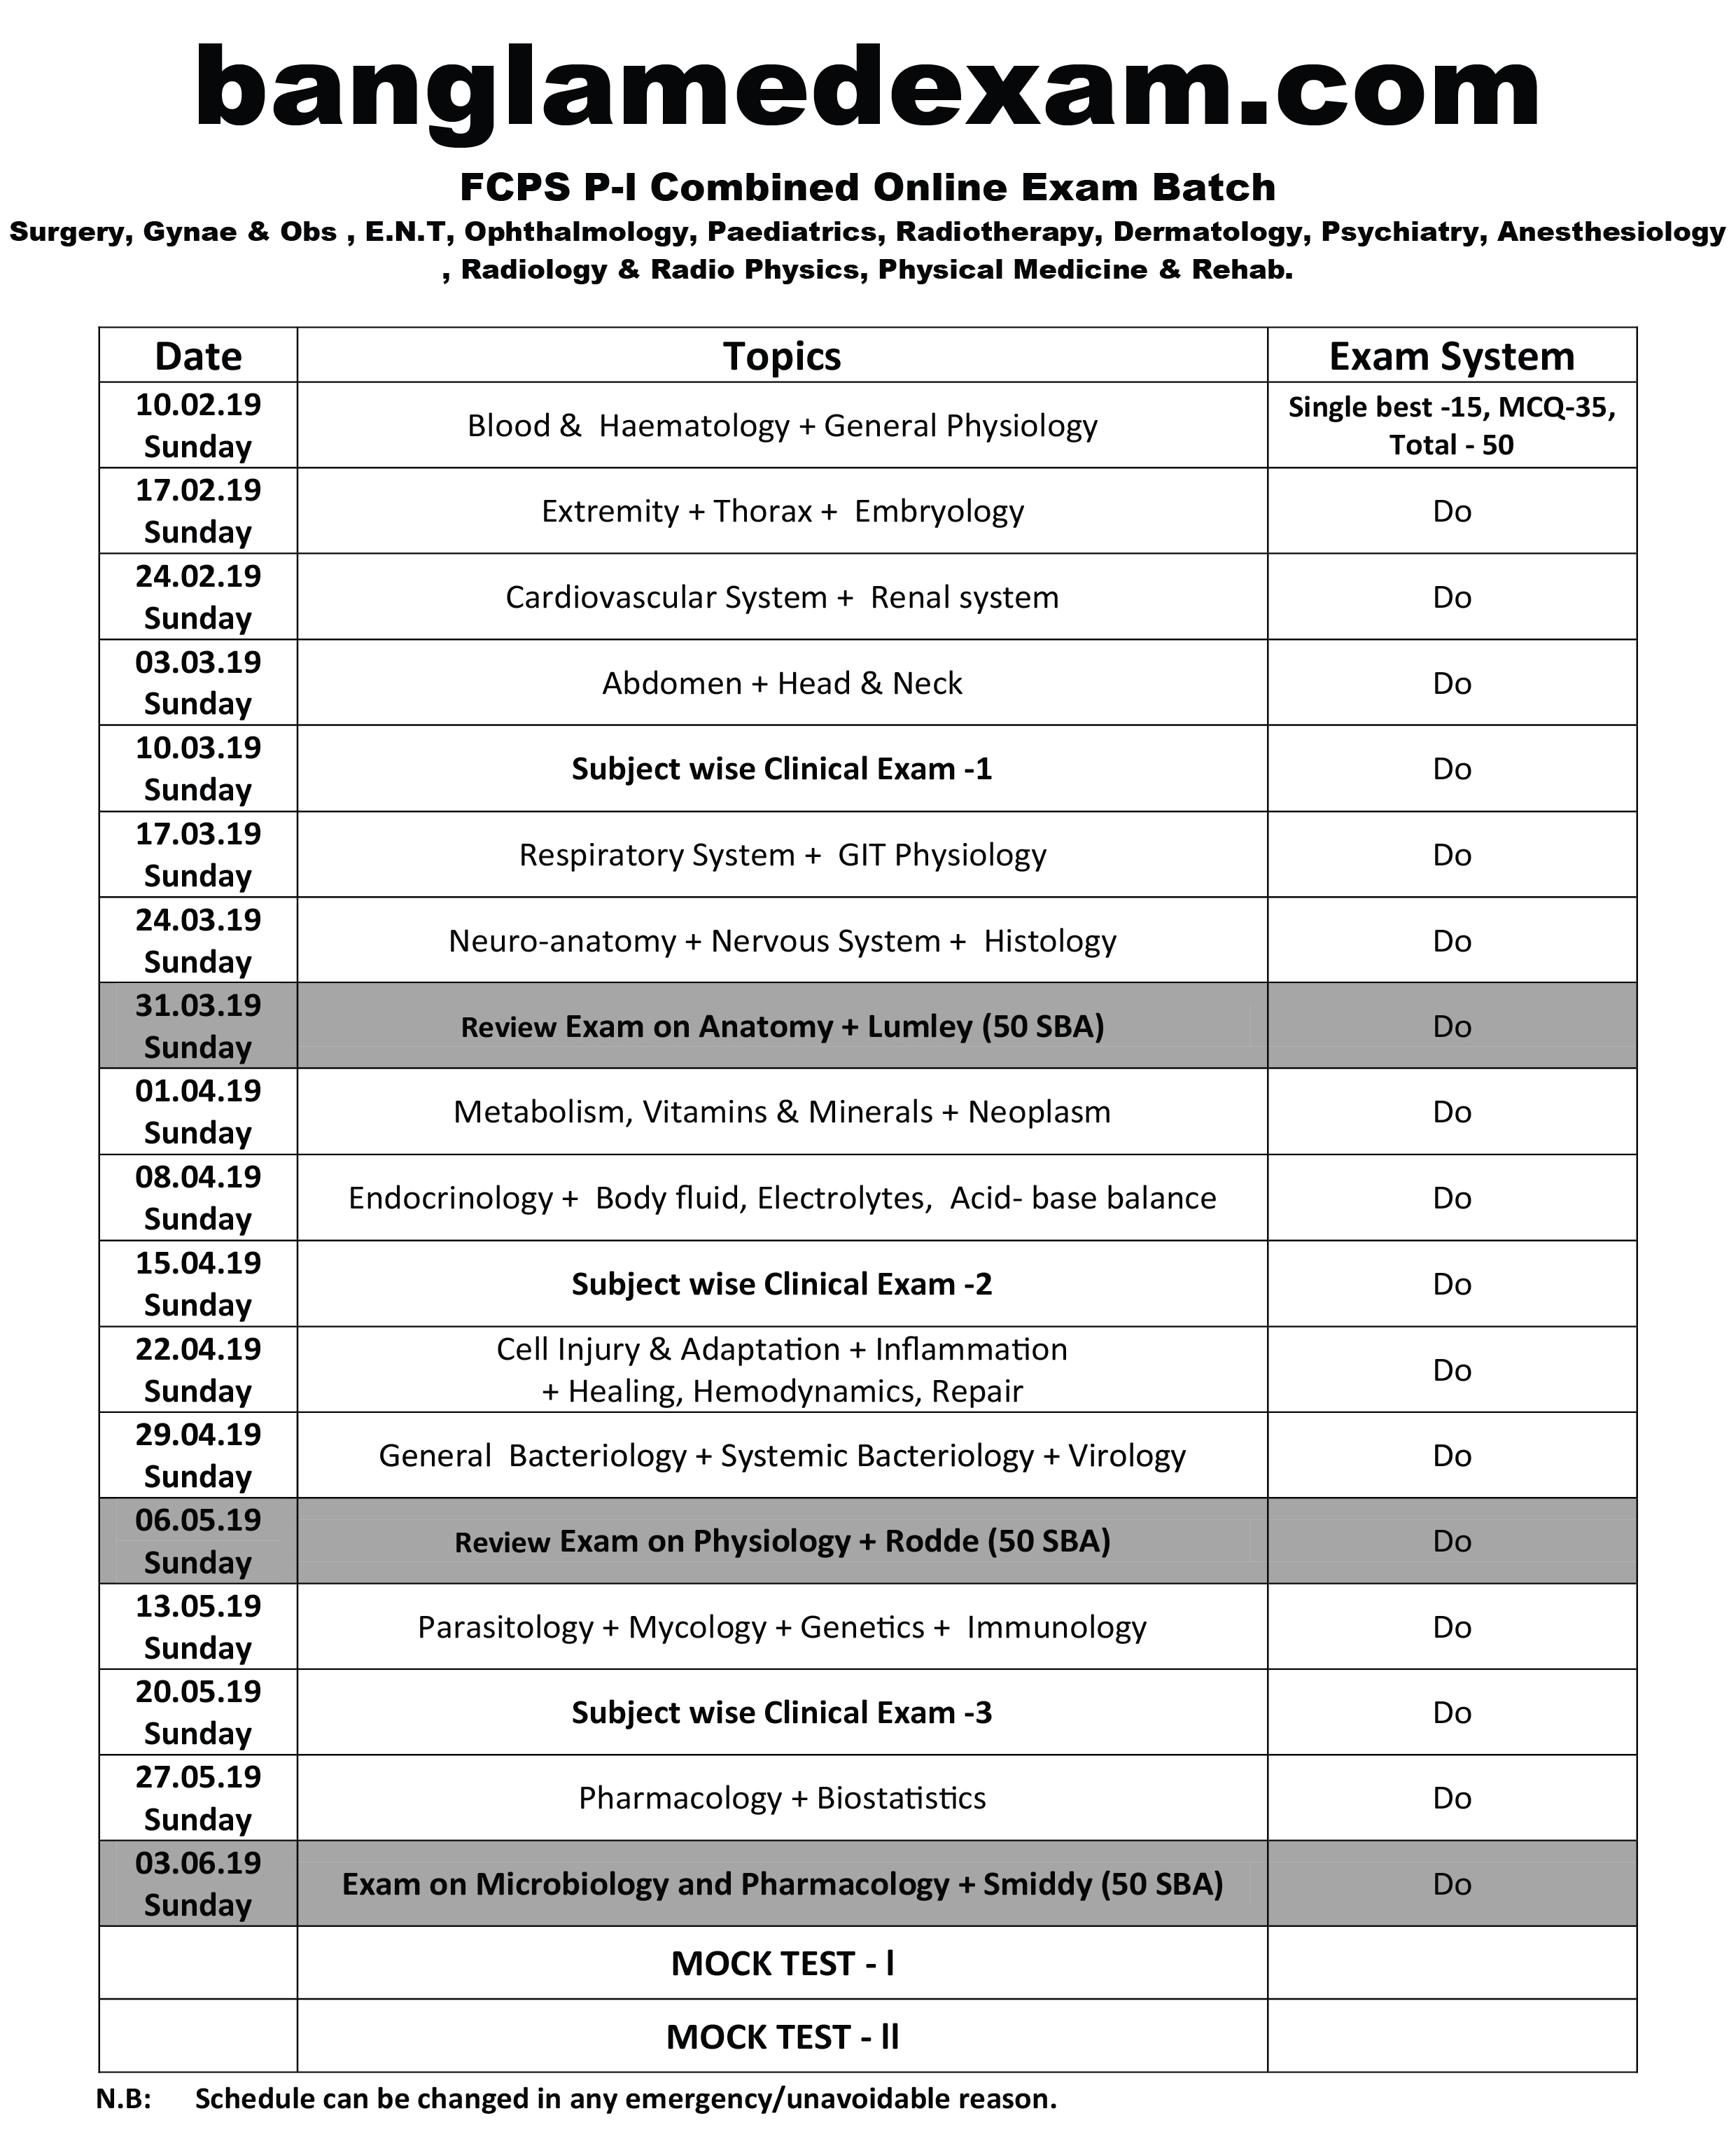 banglamedexam.com
FCPS P-I Combined Online Exam Batch
Surgery, Gynae & Obs , E.N.T, Ophthalmology, Paediatrics, Radiotherapy, Dermatology, Psychiatry, Anesthesiology
, Radiology & Radio Physics, Physical Medicine & Rehab.
Date Topics Exam System
10.02.19
Sunday
Blood & Haematology + General Physiology
Single best -15, MCQ-35,
Total - 50
17.02.19
Sunday
Extremity + Thorax + Embryology
Do
24.02.19
Sunday
Cardiovascular System + Renal system
Do
03.03.19
Sunday
Abdomen + Head & Neck
Do
10.03.19
Sunday
Subject wise Clinical Exam -1
Do
17.03.19
Sunday
Respiratory System + GIT Physiology
Do
24.03.19
Sunday
Neuro-anatomy + Nervous System + Histology
Do
31.03.19
Sunday
Review Exam on Anatomy + Lumley (50 SBA)
Do
01.04.19
Sunday
Metabolism, Vitamins & Minerals + Neoplasm
Do
08.04.19
Sunday
Endocrinology + Body fluid, Electrolytes, Acid- base balance
Do
15.04.19
Sunday
Subject wise Clinical Exam -2
Do
22.04.19
Sunday
Cell Injury & Adaptation + Inflammation
+ Healing, Hemodynamics, Repair
Do
29.04.19
Sunday
General Bacteriology + Systemic Bacteriology + Virology
Do
06.05.19
Sunday
Review Exam on Physiology + Rodde (50 SBA)
Do
13.05.19
Sunday
Parasitology + Mycology + Genetics + Immunology
Do
20.05.19
Sunday
Subject wise Clinical Exam -3
Do
27.05.19
Sunday
Pharmacology + Biostatistics
Do
03.06.19
Sunday
Exam on Microbiology and Pharmacology + Smiddy (50 SBA)
Do
MOCK TEST - I
MOCK TEST - II
N.B: Schedule can be changed in any emergency/unavoidable reason.